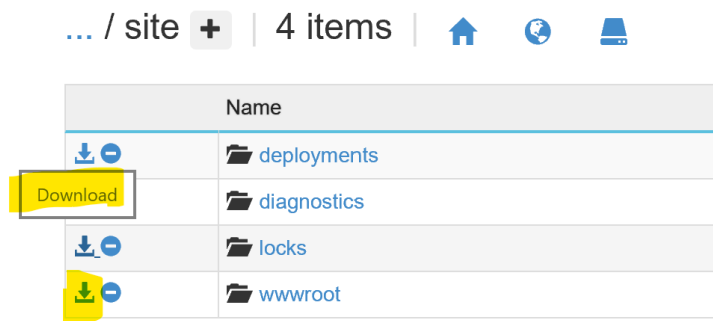 ... / site + | 4 items |
Name
deployments
Download
diagnostics
locks
wwwroot